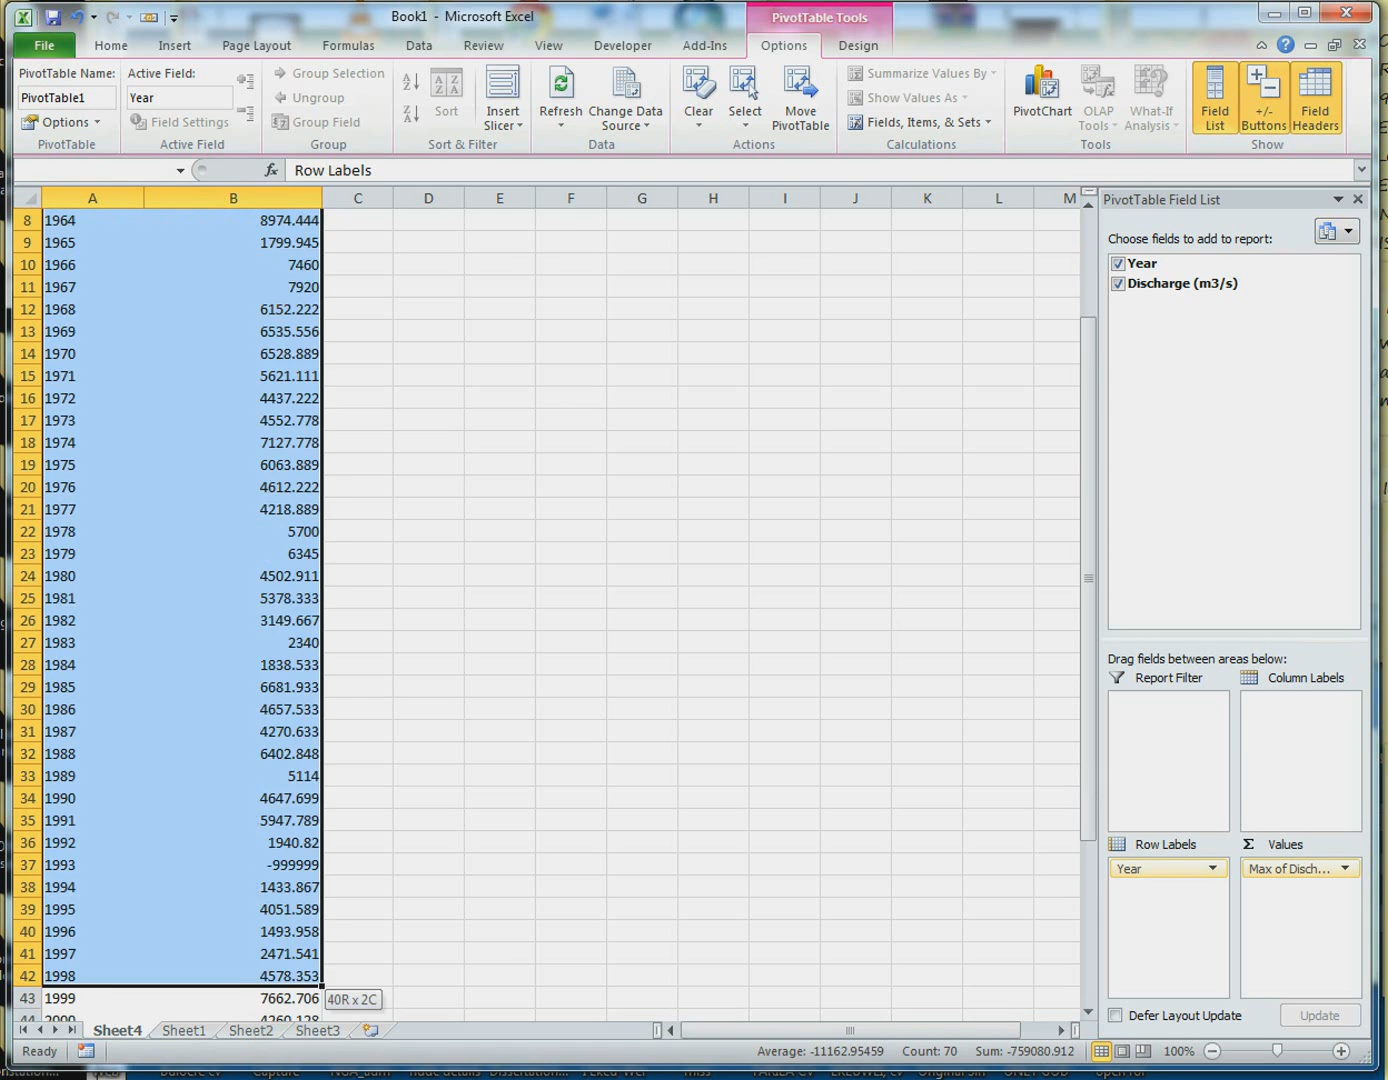 Book1 - Microsoft Excel
PivotTable Tools
File Home Insert Page Layout Formulas Data Review View Developer Add-Ins Options Design
PivotTable Name:
PivotTable1
Options
PivotTable
Active Field:
Year
Field Settings
Active Field
Group Selection
Ungroup
Group Field
Group
Sort
Sort & Filter
Insert
Slicer
Refresh
Change Data
Source
Data
Clear
Select
Move
PivotTable
Actions
Summarize Values By
Show Values As
Fields, Items, & Sets
Calculations
PivotChart
OLAP
Tools
What-If
Analysis
Tools
Field
List
+/-
Buttons
Field
Headers
Show
fx Row Labels
A B C D E F G H I J K L M
8 1964 8974.444
9 1965 1799.945
10 1966 7460
11 1967 7920
12 1968 6152.222
13 1969 6535.556
14 1970 6528.889
15 1971 5621.111
16 1972 4437.222
17 1973 4552.778
18 1974 7127.778
19 1975 6063.889
20 1976 4612.222
21 1977 4218.889
22 1978 5700
23 1979 6345
24 1980 4502.911
25 1981 5378.333
26 1982 3149.667
27 1983 2340
28 1984 1838.533
29 1985 6681.933
30 1986 4657.533
31 1987 4270.633
32 1988 6402.848
33 1989 5114
34 1990 4647.699
35 1991 5947.789
36 1992 1940.82
37 1993 -999999
38 1994 1433.867
39 1995 4051.589
40 1996 1493.958
41 1997 2471.541
42 1998 4578.353
43 1999 7662.706
40R x 2C
44 2000 4260.128
Sheet4 Sheet1 Sheet2 Sheet3
Ready
Average: -11162.95459 Count: 70 Sum: -759080.912
100%
PivotTable Field List
Choose fields to add to report:
Year
Discharge (m3/s)
Drag fields between areas below:
Report Filter
Column Labels
Row Labels
Σ Values
Year
Max of Disch...
Defer Layout Update
Update